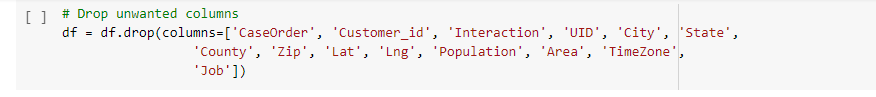 [ ] # Drop unwanted columns
df = df.drop(columns=['CaseOrder', 'Customer_id', 'Interaction', 'UID', 'City', 'State',
'County', 'Zip', 'Lat', 'Lng', 'Population', 'Area', 'TimeZone',
'Job'])